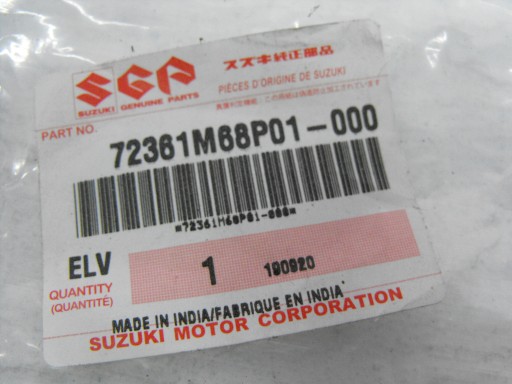 SGP
SUZUKI GENUINE PARTS
スズキ純正部品
PIÈCES D'ORIGINE DE SUZUKI
PART NO.
72361M68P01-000
*72361M68P01-000*
ELV
QUANTITY
(QUANTITÉ)
1
190920
MADE IN INDIA/FABRIQUE EN INDIA
SUZUKI MOTOR CORPORATION